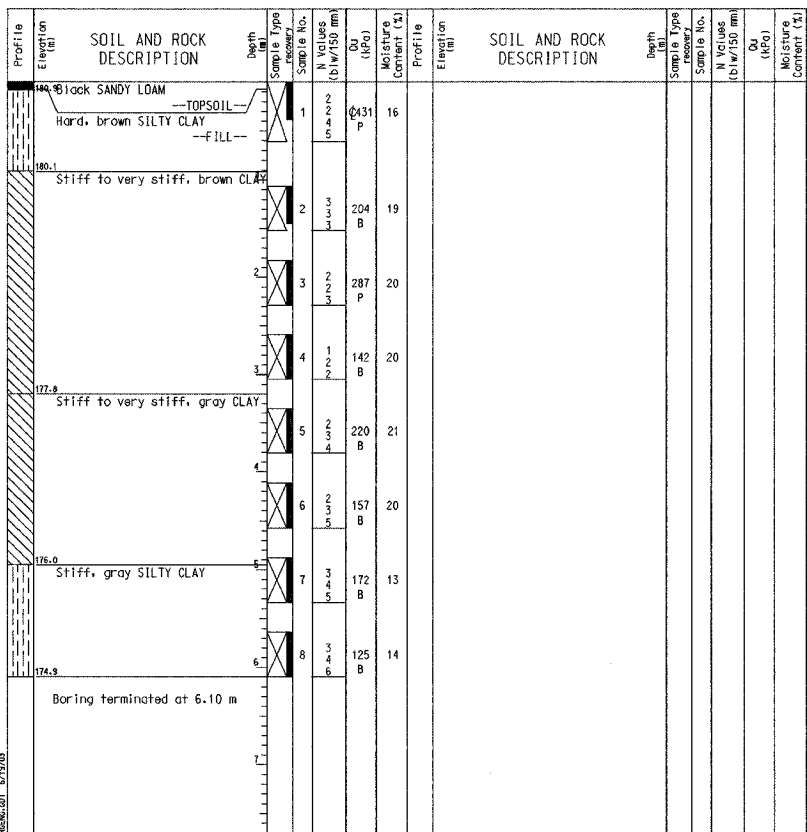 Profile
Elevation (m)
SOIL AND ROCK DESCRIPTION
Depth (m)
Sample Type
recovery
Sample No.
N Values (blw/150 mm)
Qu (kPa)
Moisture Content (%)
Profile
Elevation (m)
SOIL AND ROCK DESCRIPTION
Depth (m)
Sample Type
recovery
Sample No.
N Values (blw/150 mm)
Qu (kPa)
Moisture Content (%)
180.9 Black SANDY LOAM
--TOPSOIL--
Hard, brown SILTY CLAY
--FILL--
1
2
2
4
5
431
P
16
180.1
Stiff to very stiff, brown CLAY
2
3
3
3
204
B
19
2
3
2
2
3
287
P
20
4
1
2
2
142
B
20
3
177.8
Stiff to very stiff, gray CLAY
5
2
3
4
220
B
21
4
6
2
3
5
157
B
20
176.0
5
Stiff, gray SILTY CLAY
7
3
4
5
172
B
13
8
3
4
6
125
B
14
6
174.9
Boring terminated at 6.10 m
7